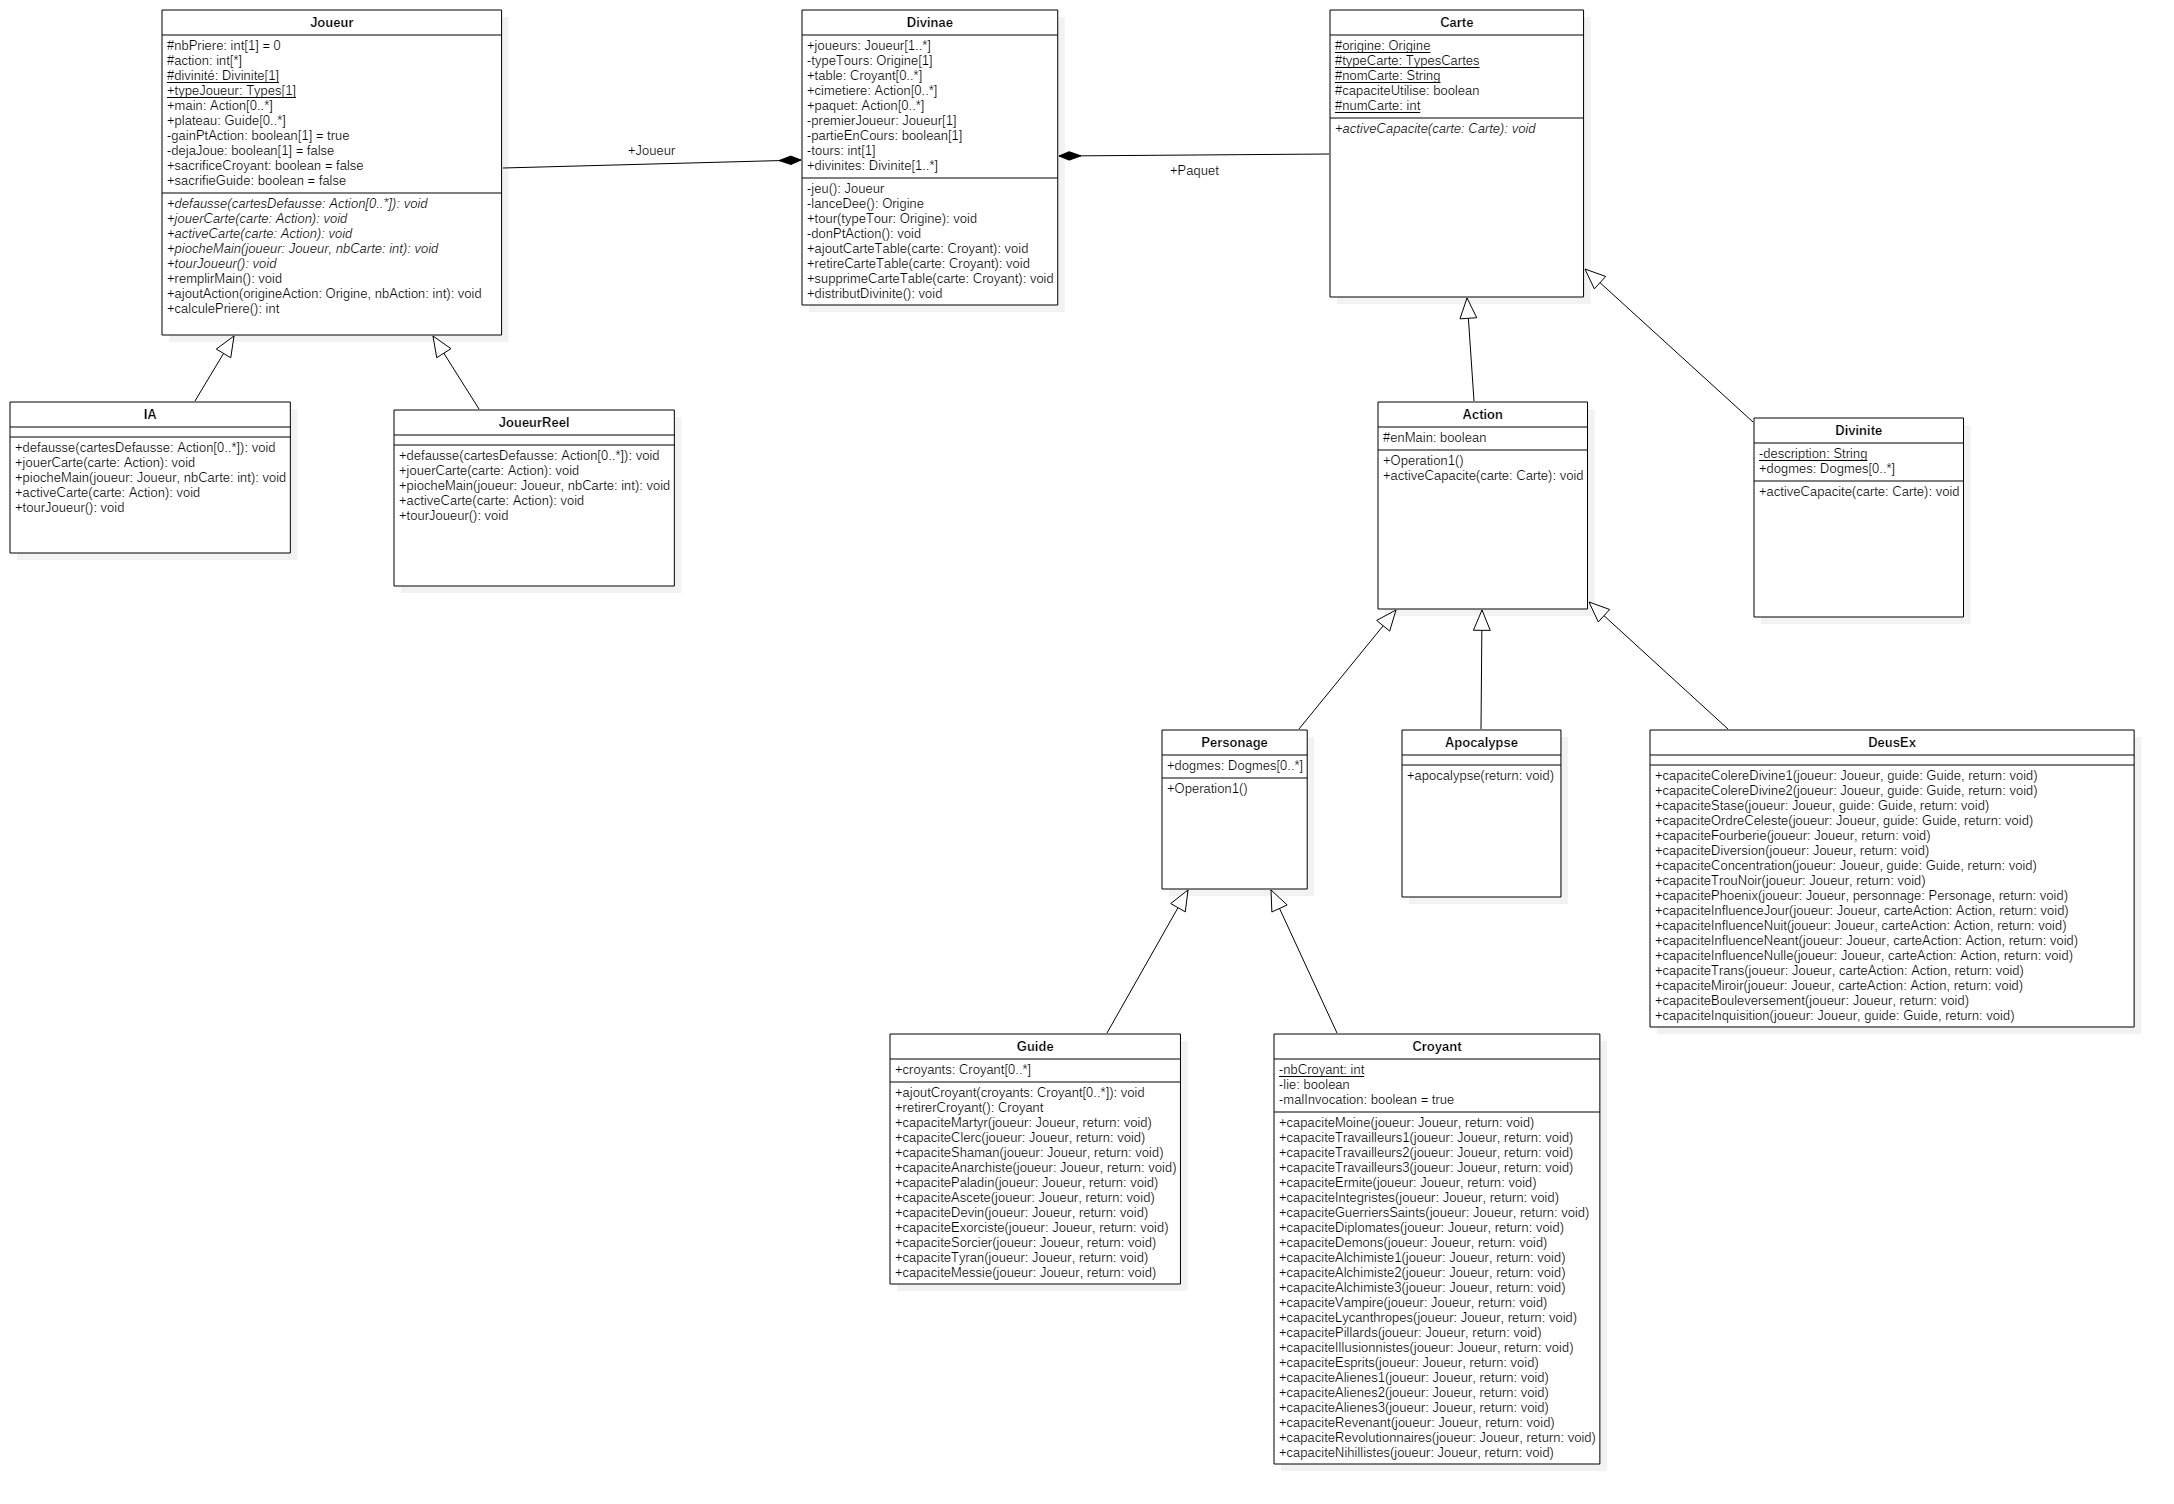 Joueur
#nbPriere: int[1] = 0
#action: int[*]
#divinité: Divinite[1]
+typeJoueur: Types[1]
+main: Action[0..*]
+plateau: Guide[0..*]
-gainPtAction: boolean[1] = true
-dejaJoue: boolean[1] = false
+sacrificeCroyant: boolean = false
+sacrifieGuide: boolean = false
+defausse(cartesDefausse: Action[0..*]): void
+jouerCarte(carte: Action): void
+activeCarte(carte: Action): void
+piocheMain(joueur: Joueur, nbCarte: int): void
+tourJoueur(): void
+remplirMain(): void
+ajoutAction(origineAction: Origine, nbAction: int): void
+calculePriere(): int
+Joueur
Divinae
+joueurs: Joueur[1..*]
-typeTours: Origine[1]
+table: Croyant[0..*]
+cimetiere: Action[0..*]
+paquet: Action[0..*]
-premierJoueur: Joueur[1]
-partieEnCours: boolean[1]
-tours: int[1]
+divinites: Divinite[1..*]
-jeu(): Joueur
-lanceDee(): Origine
+tour(typeTour: Origine): void
-donPtAction(): void
+ajoutCarteTable(carte: Croyant): void
+retireCarteTable(carte: Croyant): void
+supprimeCarteTable(carte: Croyant): void
+distributDivinite(): void
+Paquet
Carte
#origine: Origine
#typeCarte: TypesCartes
#nomCarte: String
#capaciteUtilise: boolean
#numCarte: int
+activeCapacite(carte: Carte): void
IA
+defausse(cartesDefausse: Action[0..*]): void
+jouerCarte(carte: Action): void
+piocheMain(joueur: Joueur, nbCarte: int): void
+activeCarte(carte: Action): void
+tourJoueur(): void
JoueurReel
+defausse(cartesDefausse: Action[0..*]): void
+jouerCarte(carte: Action): void
+piocheMain(joueur: Joueur, nbCarte: int): void
+activeCarte(carte: Action): void
+tourJoueur(): void
Action
#enMain: boolean
+Operation1()
+activeCapacite(carte: Carte): void
Divinite
-description: String
+dogmes: Dogmes[0..*]
+activeCapacite(carte: Carte): void
Personage
+dogmes: Dogmes[0..*]
+Operation1()
Apocalypse
+apocalypse(return: void)
DeusEx
+capaciteColereDivine1(joueur: Joueur, guide: Guide, return: void)
+capaciteColereDivine2(joueur: Joueur, guide: Guide, return: void)
+capaciteStase(joueur: Joueur, guide: Guide, return: void)
+capaciteOrdreCeleste(joueur: Joueur, guide: Guide, return: void)
+capaciteFourberie(joueur: Joueur, return: void)
+capaciteDiversion(joueur: Joueur, return: void)
+capaciteConcentration(joueur: Joueur, guide: Guide, return: void)
+capaciteTrouNoir(joueur: Joueur, return: void)
+capacitePhoenix(joueur: Joueur, personnage: Personage, return: void)
+capaciteInfluenceJour(joueur: Joueur, carteAction: Action, return: void)
+capaciteInfluenceNuit(joueur: Joueur, carteAction: Action, return: void)
+capaciteInfluenceNeant(joueur: Joueur, carteAction: Action, return: void)
+capaciteInfluenceNulle(joueur: Joueur, carteAction: Action, return: void)
+capaciteTrans(joueur: Joueur, carteAction: Action, return: void)
+capaciteMiroir(joueur: Joueur, carteAction: Action, return: void)
+capaciteBouleversement(joueur: Joueur, return: void)
+capaciteInquisition(joueur: Joueur, guide: Guide, return: void)
Guide
+croyants: Croyant[0..*]
+ajoutCroyant(croyants: Croyant[0..*]): void
+retirerCroyant(): Croyant
+capaciteMartyr(joueur: Joueur, return: void)
+capaciteClerc(joueur: Joueur, return: void)
+capaciteShaman(joueur: Joueur, return: void)
+capaciteAnarchiste(joueur: Joueur, return: void)
+capacitePaladin(joueur: Joueur, return: void)
+capaciteAscete(joueur: Joueur, return: void)
+capaciteDevin(joueur: Joueur, return: void)
+capaciteExorciste(joueur: Joueur, return: void)
+capaciteSorcier(joueur: Joueur, return: void)
+capaciteTyran(joueur: Joueur, return: void)
+capaciteMessie(joueur: Joueur, return: void)
Croyant
-nbCroyant: int
-lie: boolean
-malInvocation: boolean = true
+capaciteMoine(joueur: Joueur, return: void)
+capaciteTravailleurs1(joueur: Joueur, return: void)
+capaciteTravailleurs2(joueur: Joueur, return: void)
+capaciteTravailleurs3(joueur: Joueur, return: void)
+capaciteErmite(joueur: Joueur, return: void)
+capaciteIntegristes(joueur: Joueur, return: void)
+capaciteGuerriersSaints(joueur: Joueur, return: void)
+capaciteDiplomates(joueur: Joueur, return: void)
+capaciteDemons(joueur: Joueur, return: void)
+capaciteAlchimiste1(joueur: Joueur, return: void)
+capaciteAlchimiste2(joueur: Joueur, return: void)
+capaciteAlchimiste3(joueur: Joueur, return: void)
+capaciteVampire(joueur: Joueur, return: void)
+capaciteLycanthropes(joueur: Joueur, return: void)
+capacitePillards(joueur: Joueur, return: void)
+capaciteIllusionnistes(joueur: Joueur, return: void)
+capaciteEsprits(joueur: Joueur, return: void)
+capaciteAlienes1(joueur: Joueur, return: void)
+capaciteAlienes2(joueur: Joueur, return: void)
+capaciteAlienes3(joueur: Joueur, return: void)
+capaciteRevenant(joueur: Joueur, return: void)
+capaciteRevolutionnaires(joueur: Joueur, return: void)
+capaciteNihillistes(joueur: Joueur, return: void)